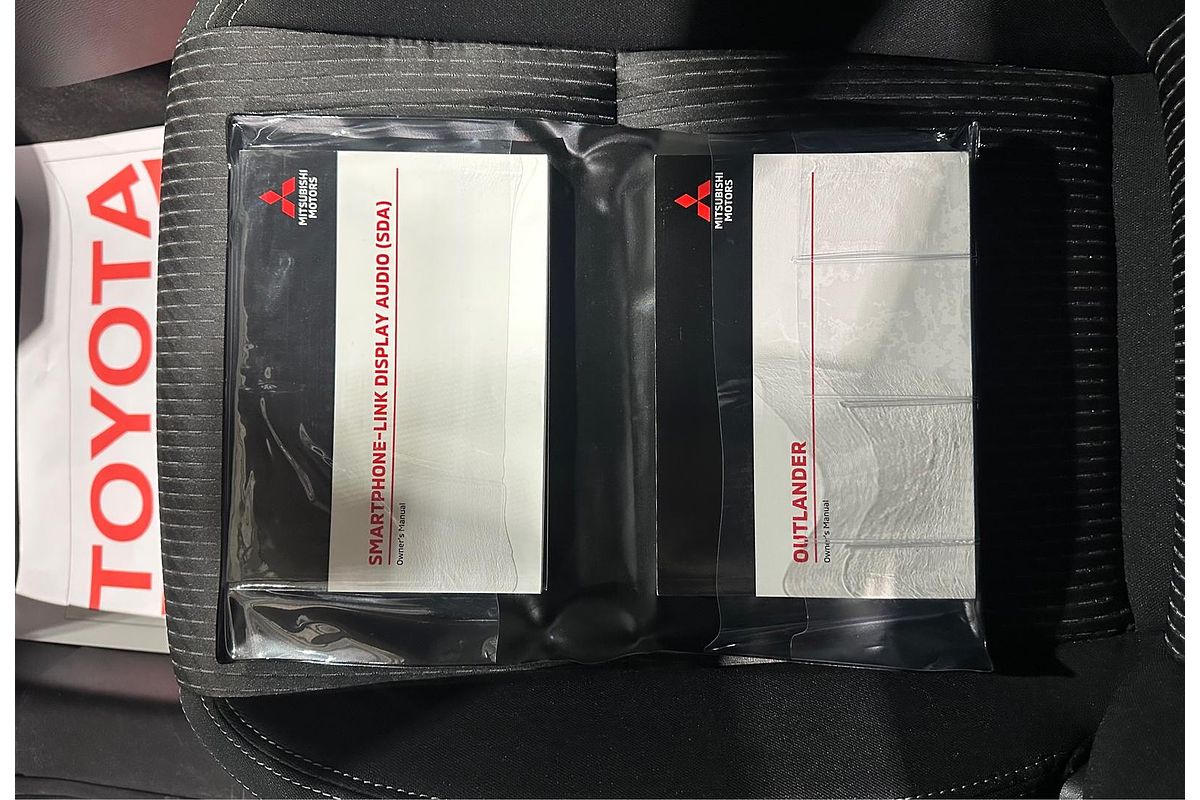 TOYOTA
MITSUBISHI
MOTORS
SMARTPHONE-LINK DISPLAY AUDIO (SDA)
Owner's Manual
MITSUBISHI
MOTORS
OUTLANDER
Owner's Manual